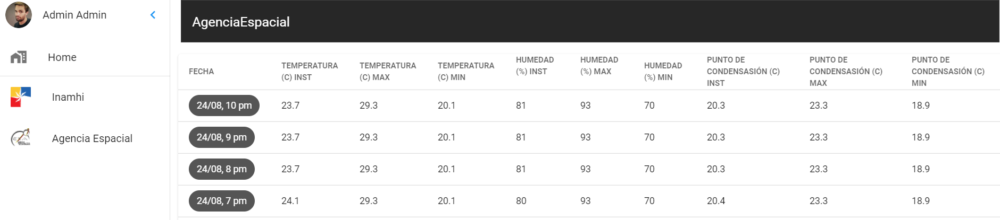 Admin Admin
Home
Inamhi
Agencia Espacial
AgenciaEspacial
FECHA
TEMPERATURA
(C) INST
TEMPERATURA
(C) MAX
TEMPERATURA
(C) MIN
HUMEDAD
(%) INST
HUMEDAD
(%) MAX
HUMEDAD
(%) MIN
PUNTO DE
CONDENSASIÓN (C)
INST
PUNTO DE
CONDENSASIÓN (C)
MAX
PUNTO DE
CONDENSASIÓN (C)
MIN
24/08, 10 pm 23.7 29.3 20.1 81 93 70 20.3 23.3 18.9
24/08, 9 pm 23.7 29.3 20.1 81 93 70 20.3 23.3 18.9
24/08, 8 pm 23.7 29.3 20.1 81 93 70 20.3 23.3 18.9
24/08, 7 pm 24.1 29.3 20.1 80 93 70 20.4 23.3 18.9